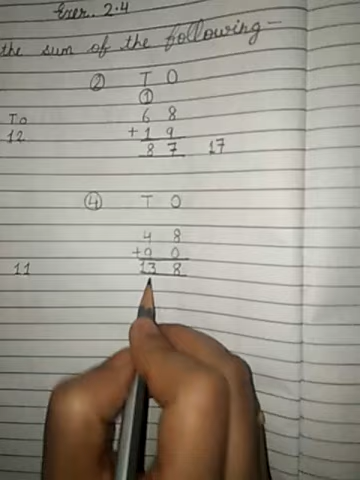 Exer. 2.4
the sum of the following-
② T O
①
To 6 8
12 + 1 9
8 7 17
④ T O
4 8
+ 9 0
11 13 8